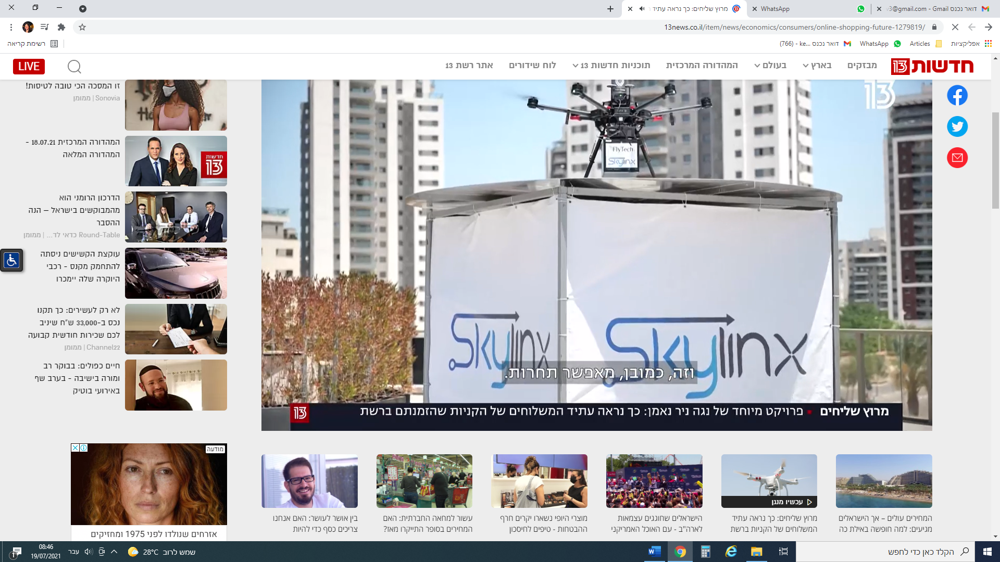 דואר נכנס - v3@gmail.com - Gmail
WhatsApp
מרוץ שליחים: כך נראה עתיד
13news.co.il/item/news/economics/consumers/online-shopping-future-1279819/
אפליקציות
Articles
WhatsApp
דואר נכנס (766) - ke...
רשימת קריאה
חדשות 13
מבזקים
בארץ
בעולם
המהדורה המרכזית
תוכניות חדשות 13
לוח שידורים
אתר רשת 13
LIVE
13
FlyTech
Skylinx
Skylinx
Skylinx
וזה, כמובן, מאפשר תחרות.
מרוץ שליחים • פרויקט מיוחד של נגה ניר נאמן: כך נראה עתיד המשלוחים של הקניות שהזמנתם ברשת
13
זו המסכה הכי טובה לטיסות!
Sonovia | ממומן
המהדורה המרכזית 18.07.21 -
המהדורה המלאה
חדשות
13
הדרכון הרומני הוא
מהמבוקשים בישראל – הנה
ההסבר
Round-Table כדאי לד... | ממומן
עוקצת הקשישים ניסתה
להתחמק מקנס - רכבי
היוקרה שלה יימכרו
לא רק לעשירים: כך תקנו
נכס ב-33,000 ש"ח שיניב
לכם שכירות חודשית קבועה
Channel22 | ממומן
חיים כפולים: בבוקר רב
ומורה בישיבה - בערב שף
באירועי בוטיק
מודעה
אזרחים שנולדו לפני 1975 ומחזיקים
המחירים עולים – אך הישראלים
מגיעים: למה חופשה באילת כה
עכשיו מנגן
מרוץ שליחים: כך נראה עתיד
המשלוחים של הקניות ברשת
הישראלים שחוגגים עצמאות
לארה"ב - עם האוכל האמריקני
מוצרי היופי נשארו יקרים חרף
ההבטחות - טיפים לחיסכון
עשור למחאה החברתית: האם
המחירים בסופר התייקרו מאז?
בין אושר לעושר: האם אנחנו
צריכים כסף כדי להיות
הקלד כאן כדי לחפש
28°C שמש לרוב
עבר
08:46
19/07/2021
1